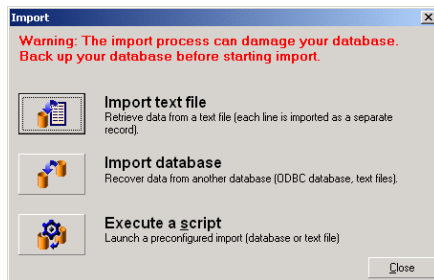 Import
Warning: The import process can damage your database.
Back up your database before starting import.
Import text file
Retrieve data from a text file (each line is imported as a separate
record).
Import database
Recover data from another database (ODBC database, text files).
Execute a script
Launch a preconfigured import (database or text file)
Close